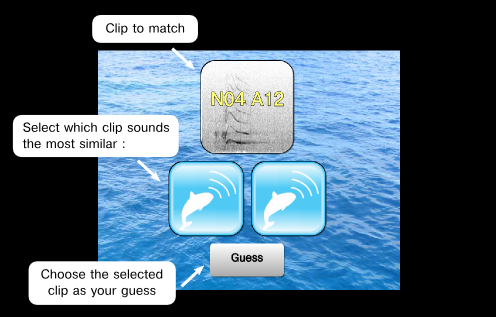 Clip to match
N04 A12
Select which clip sounds
the most similar :
Guess
Choose the selected
clip as your guess